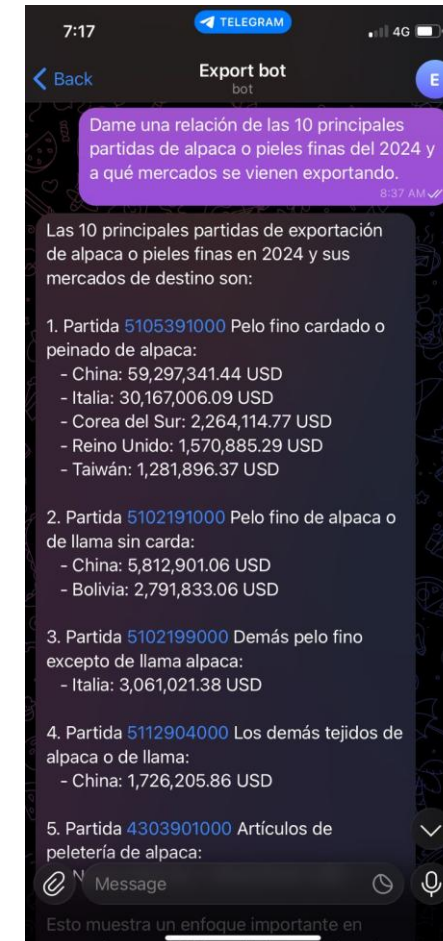 7:17
TELEGRAM
4G
Back
Export bot
bot
E
Dame una relación de las 10 principales
partidas de alpaca o pieles finas del 2024 y
a qué mercados se vienen exportando.
8:37 AM
Las 10 principales partidas de exportación
de alpaca o pieles finas en 2024 y sus
mercados de destino son:
1. Partida 5105391000 Pelo fino cardado o
peinado de alpaca:
- China: 59,297,341.44 USD
- Italia: 30,167,006.09 USD
- Corea del Sur: 2,264,114.77 USD
- Reino Unido: 1,570,885.29 USD
- Taiwán: 1,281,896.37 USD
2. Partida 5102191000 Pelo fino de alpaca o
de llama sin carda:
- China: 5,812,901.06 USD
- Bolivia: 2,791,833.06 USD
3. Partida 5102199000 Demás pelo fino
excepto de llama alpaca:
- Italia: 3,061,021.38 USD
4. Partida 5112904000 Los demás tejidos de
alpaca o de llama:
- China: 1,726,205.86 USD
5. Partida 4303901000 Artículos de
peletería de alpaca:
Message
Esto muestra un enfoque importante en